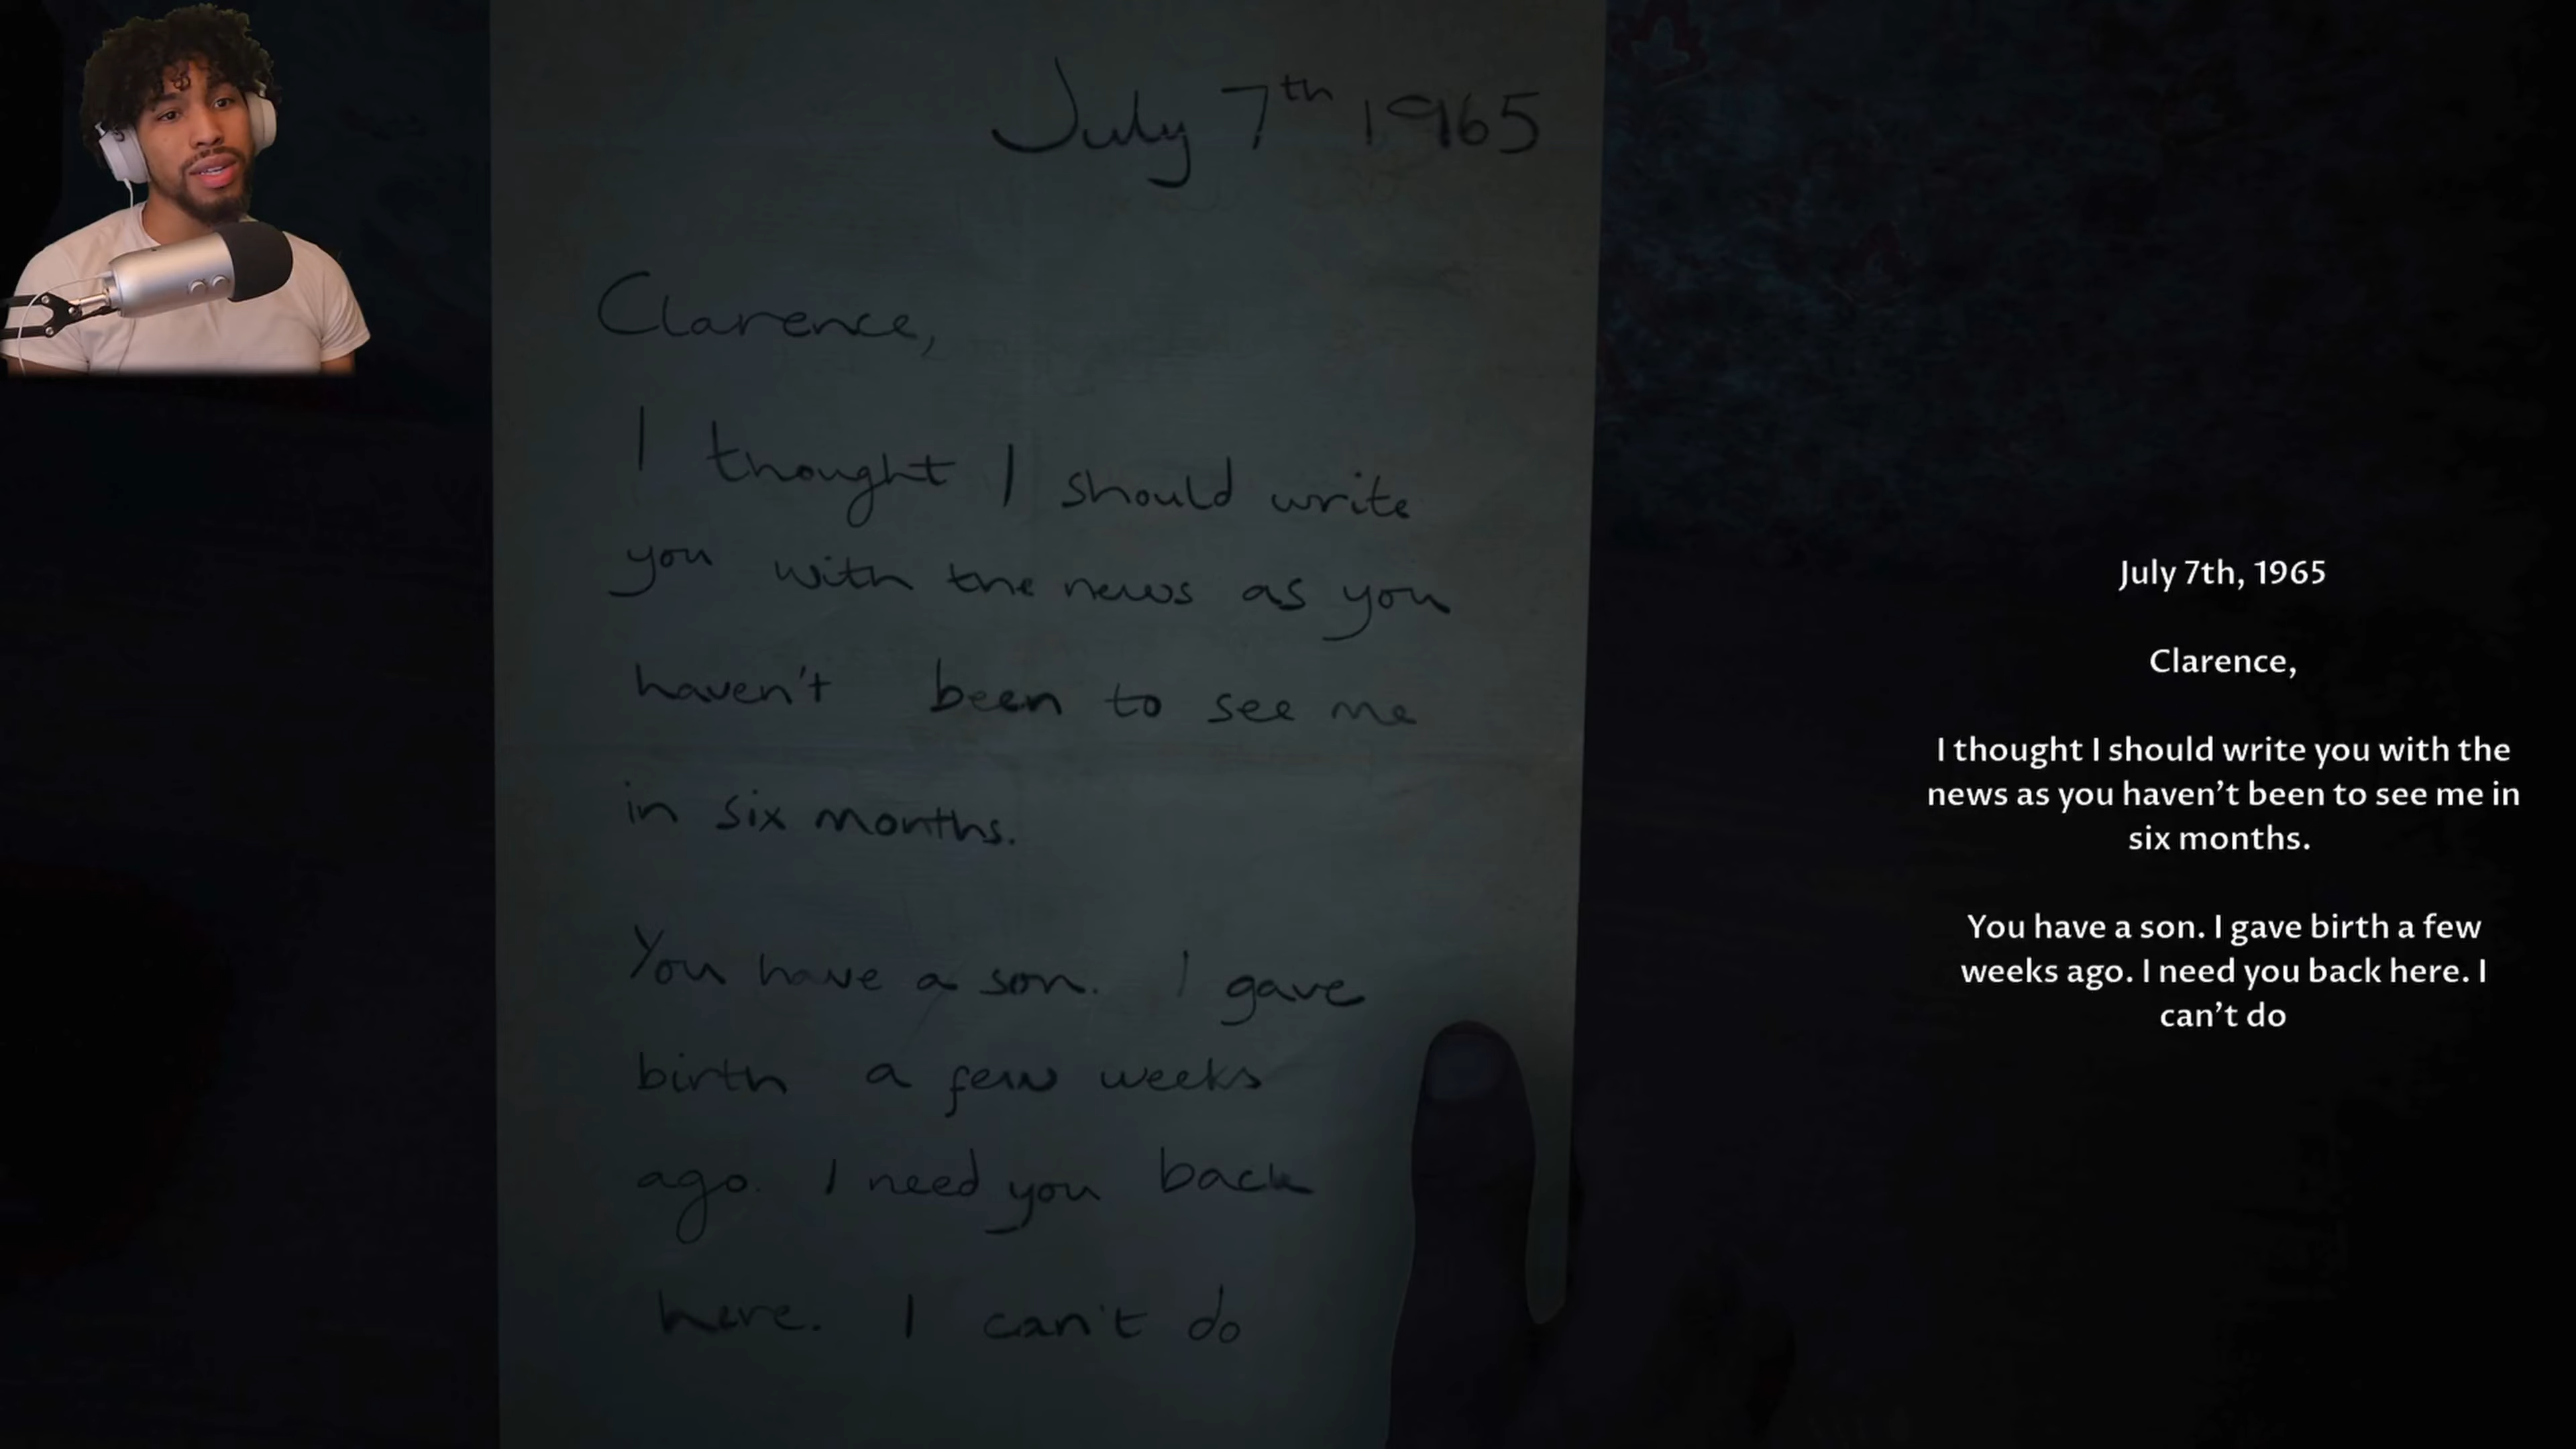 July 7th 1965
Clarence,
I thought I should write
you with the news as you
haven't been to see me
in six months.
You have a son. I gave
birth a few weeks
ago. I need you back
here. I can't do
July 7th, 1965
Clarence,
I thought I should write you with the
news as you haven’t been to see me in
six months.
You have a son. I gave birth a few
weeks ago. I need you back here. I
can’t do